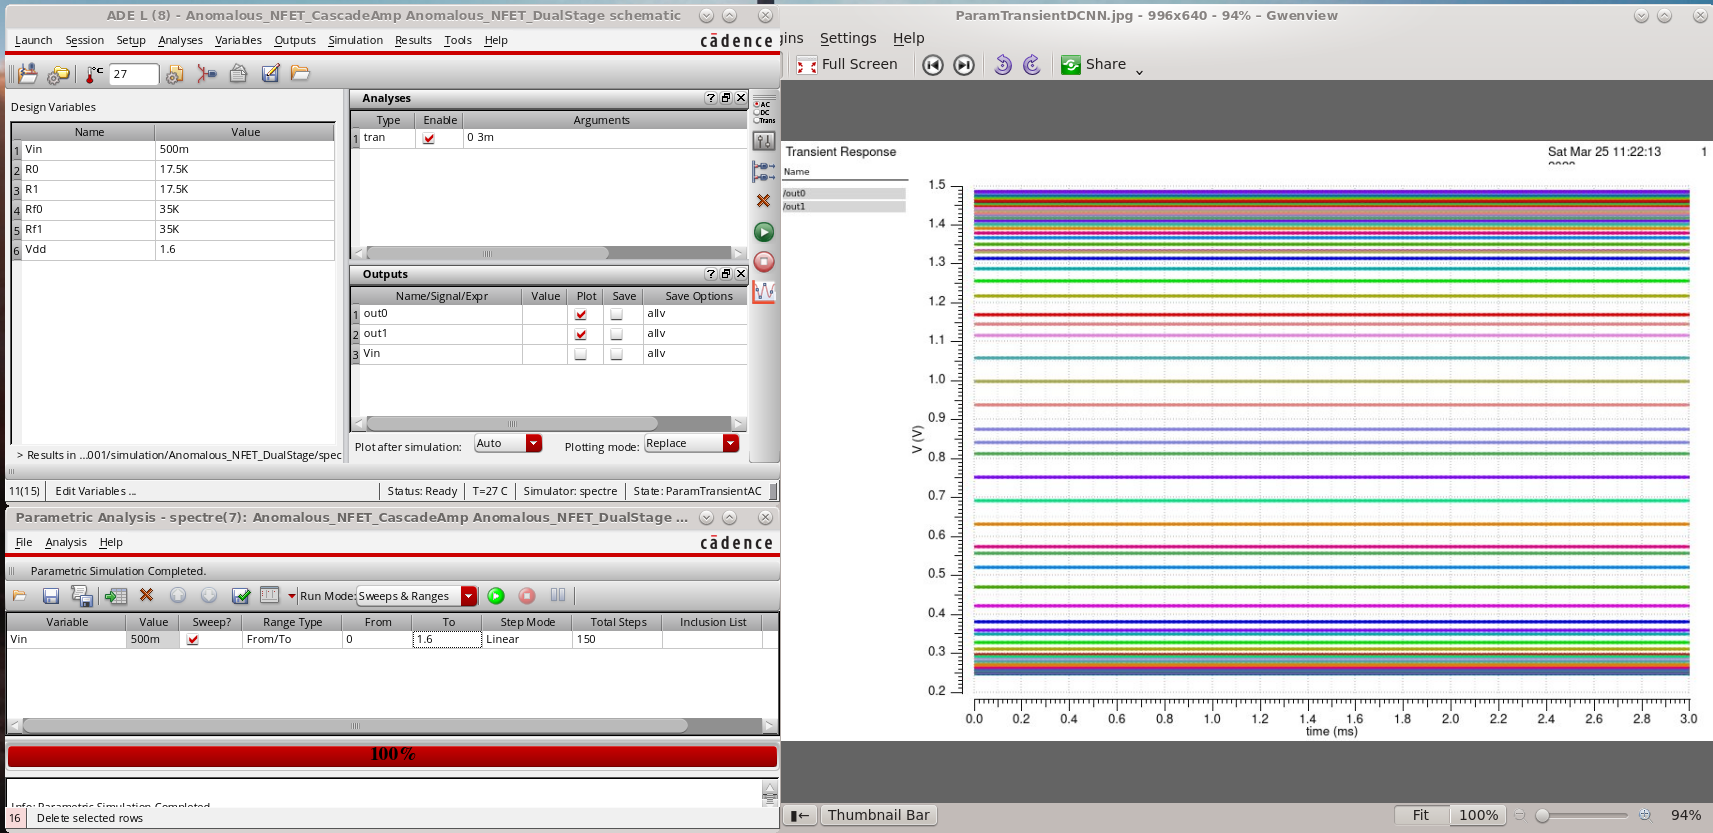 ADE L (8) - Anomalous_NFET_CascadeAmp Anomalous_NFET_DualStage schematic
Launch Session Setup Analyses Variables Outputs Simulation Results Tools Help
cādence
27
Design Variables
Name Value
1 Vin 500m
2 R0 17.5K
3 R1 17.5K
4 Rf0 35K
5 Rf1 35K
6 Vdd 1.6
> Results in ...001/simulation/Anomalous_NFET_DualStage/spec
Analyses
Type Enable Arguments
1 tran 0 3m
Outputs
Name/Signal/Expr Value Plot Save Save Options
1 out0 allv
2 out1 allv
3 Vin allv
Plot after simulation: Auto Plotting mode: Replace
AC
DC
Trans
11(15) Edit Variables ... Status: Ready T=27 C Simulator: spectre State: ParamTransientAC
Parametric Analysis - spectre(7): Anomalous_NFET_CascadeAmp Anomalous_NFET_DualStage ...
File Analysis Help
cādence
Parametric Simulation Completed.
Run Mode: Sweeps & Ranges
Variable Value Sweep? Range Type From To Step Mode Total Steps Inclusion List
Vin 500m From/To 0 1.6 Linear 150
100%
Info: Parametric Simulation Completed
16 Delete selected rows
ParamTransientDCNN.jpg - 996x640 - 94% – Gwenview
gins Settings Help
Full Screen Share
Transient Response
Sat Mar 25 11:22:13 1
Name
/out0
/out1
1.5
1.4
1.3
1.2
1.1
1.0
0.9
0.8
0.7
0.6
0.5
0.4
0.3
0.2
V (V)
0.0 0.2 0.4 0.6 0.8 1.0 1.2 1.4 1.6 1.8 2.0 2.2 2.4 2.6 2.8 3.0
time (ms)
Thumbnail Bar
Fit 100% 94%